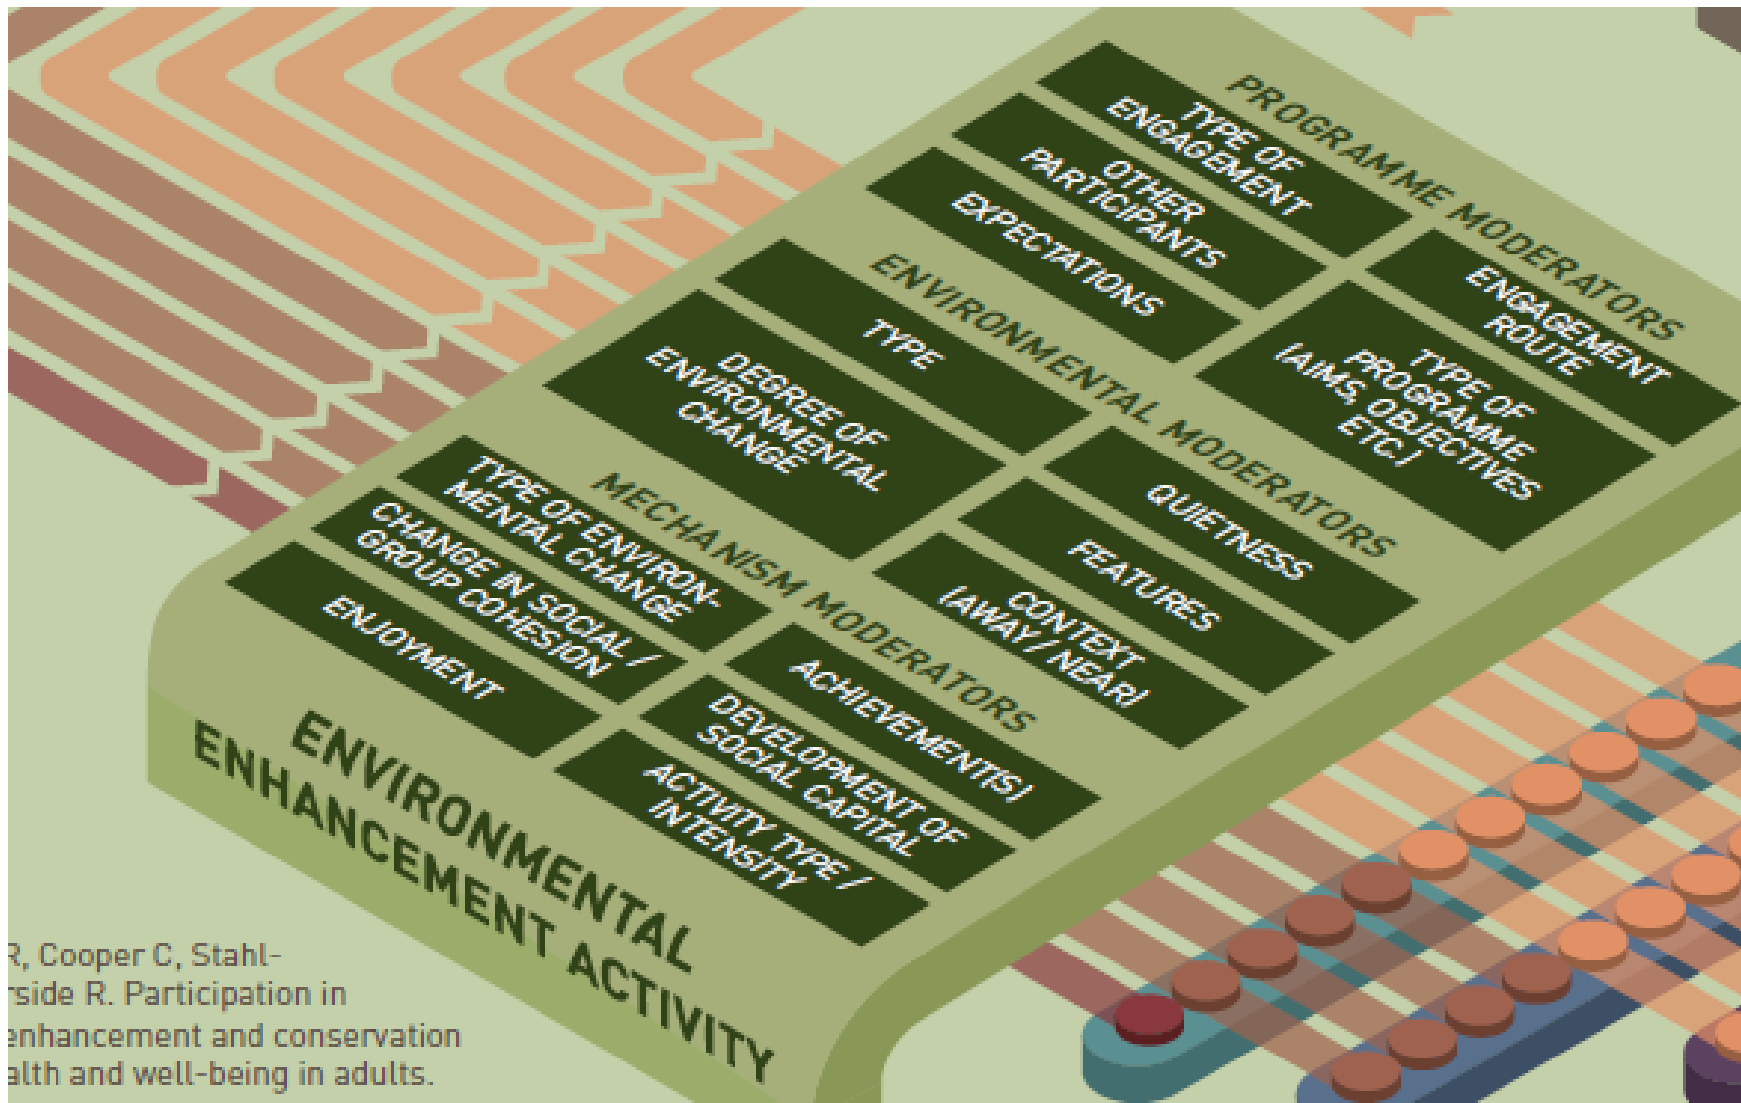 PROGRAMME MODERATORS
TYPE OF
ENGAGEMENT
OTHER
PARTICIPANTS
EXPECTATIONS
ENGAGEMENT
ROUTE
TYPE OF
PROGRAMME
(AIMS, OBJECTIVES
ETC.)
ENVIRONMENTAL MODERATORS
TYPE
DEGREE OF
ENVIRONMENTAL
CHANGE
QUIETNESS
FEATURES
CONTEXT
(AWAY / NEAR)
MECHANISM MODERATORS
TYPE OF ENVIRON-
MENTAL CHANGE
CHANGE IN SOCIAL /
GROUP COHESION
ENJOYMENT
ACHIEVEMENT(S)
DEVELOPMENT OF
SOCIAL CAPITAL
ACTIVITY TYPE /
INTENSITY
ENVIRONMENTAL
ENHANCEMENT ACTIVITY
R, Cooper C, Stahl-
rside R. Participation in
enhancement and conservation
alth and well-being in adults.